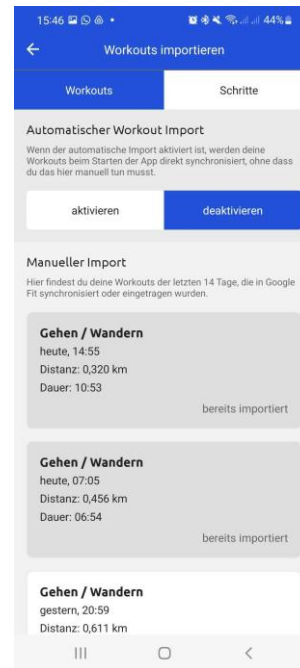 15:46 44%
Workouts importieren
Workouts Schritte
Automatischer Workout Import
Wenn der automatische Import aktiviert ist, werden deine
Workouts beim Starten der App direkt synchronisiert, ohne dass
du das hier manuell tun musst.
aktivieren deaktivieren
Manueller Import
Hier findest du deine Workouts der letzten 14 Tage, die in Google
Fit synchronisiert oder eingetragen wurden.
Gehen / Wandern
heute, 14:55
Distanz: 0,320 km
Dauer: 10:53
bereits importiert
Gehen / Wandern
heute, 07:05
Distanz: 0,456 km
Dauer: 06:54
bereits importiert
Gehen / Wandern
gestern, 20:59
Distanz: 0,611 km